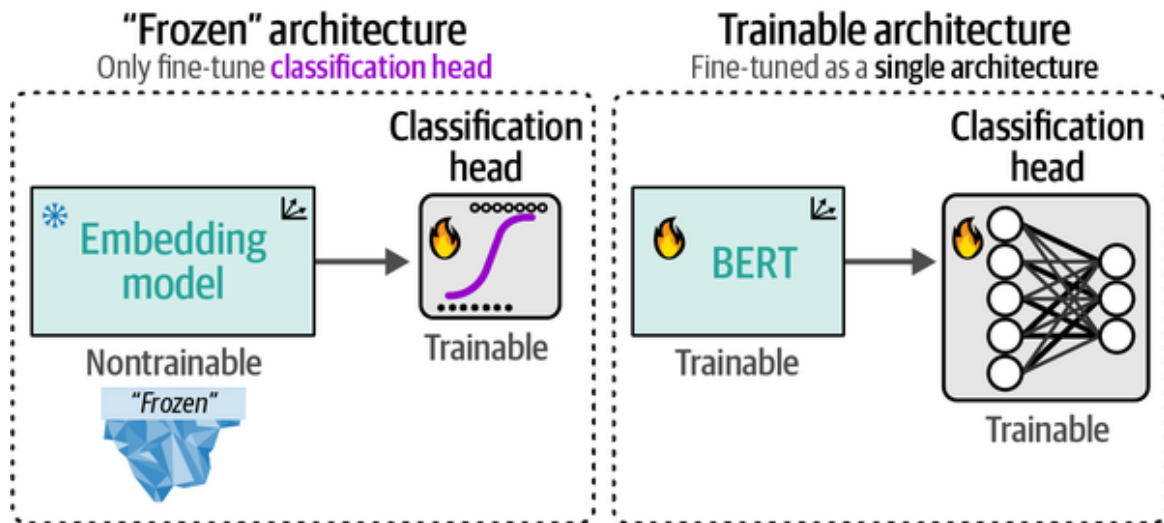 “Frozen” architecture
Only fine-tune classification head
Classification
head
Embedding
model
Nontrainable
“Frozen”
Trainable
Trainable architecture
Fine-tuned as a single architecture
Classification
head
BERT
Trainable
Trainable